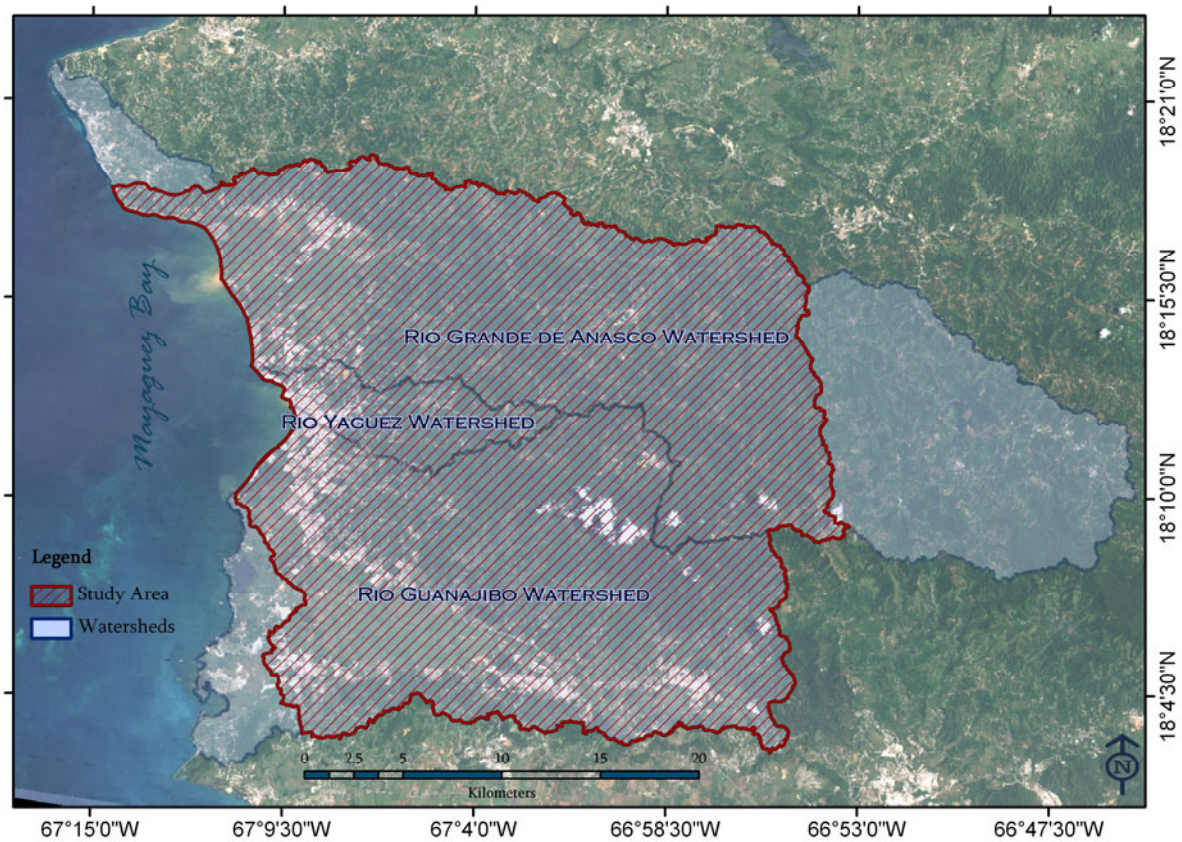 18°21'0"N
18°15'30"N
Rio Grande de Anasco Watershed
Mayaguez Bay
Rio Yaguez Watershed
18°10'0"N
Legend
Study Area
Watersheds
Rio Guanajibo Watershed
18°4'30"N
0 2.5 5 10 15 20
Kilometers
N
67°15'0"W 67°9'30"W 67°4'0"W 66°58'30"W 66°53'0"W 66°47'30"W